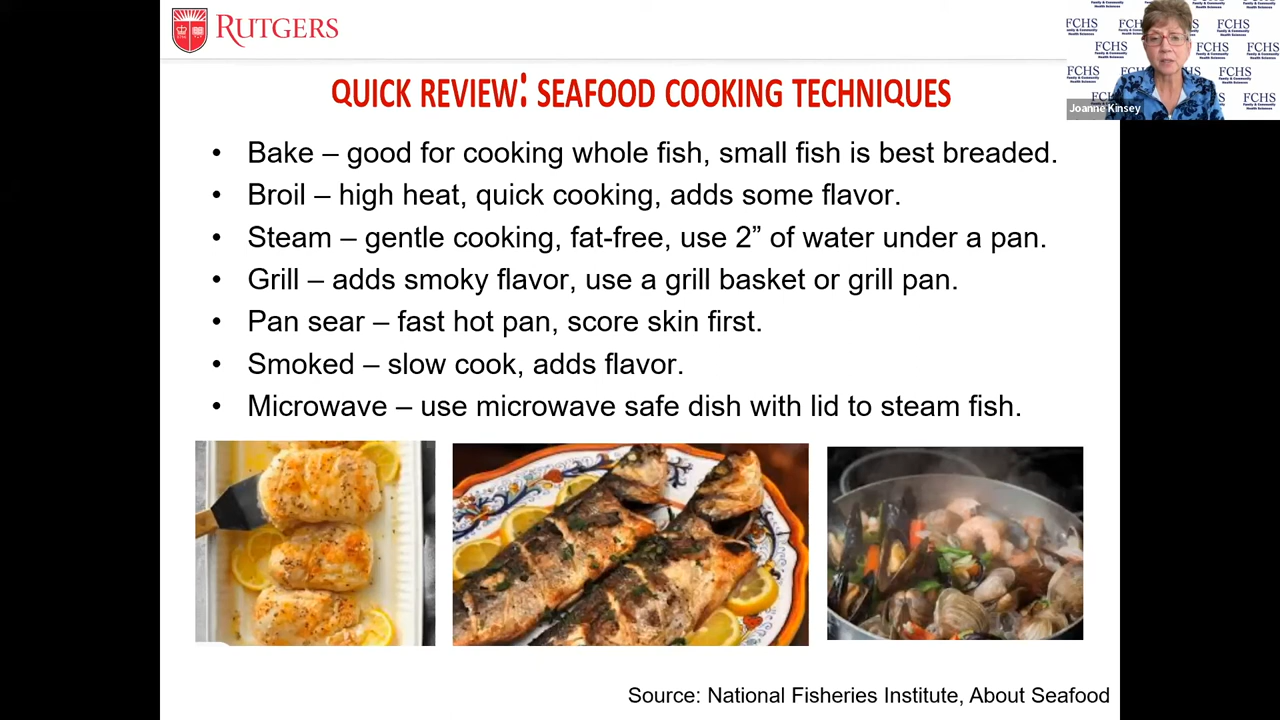 RUTGERS
QUICK REVIEW: SEAFOOD COOKING TECHNIQUES
• Bake – good for cooking whole fish, small fish is best breaded.
• Broil – high heat, quick cooking, adds some flavor.
• Steam – gentle cooking, fat-free, use 2” of water under a pan.
• Grill – adds smoky flavor, use a grill basket or grill pan.
• Pan sear – fast hot pan, score skin first.
• Smoked – slow cook, adds flavor.
• Microwave – use microwave safe dish with lid to steam fish.
Source: National Fisheries Institute, About Seafood
FCHS
Family & Community
Health Sciences
Joanne Kinsey